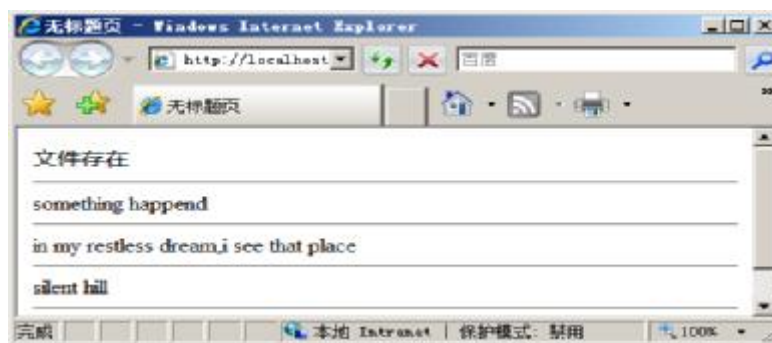 无标题页 - Windows Internet Explorer
http://localhost
百度
无标题页
文件存在
something happend
in my restless dream,i see that place
silent hill
完成 本地 Intranet | 保护模式: 禁用 100%